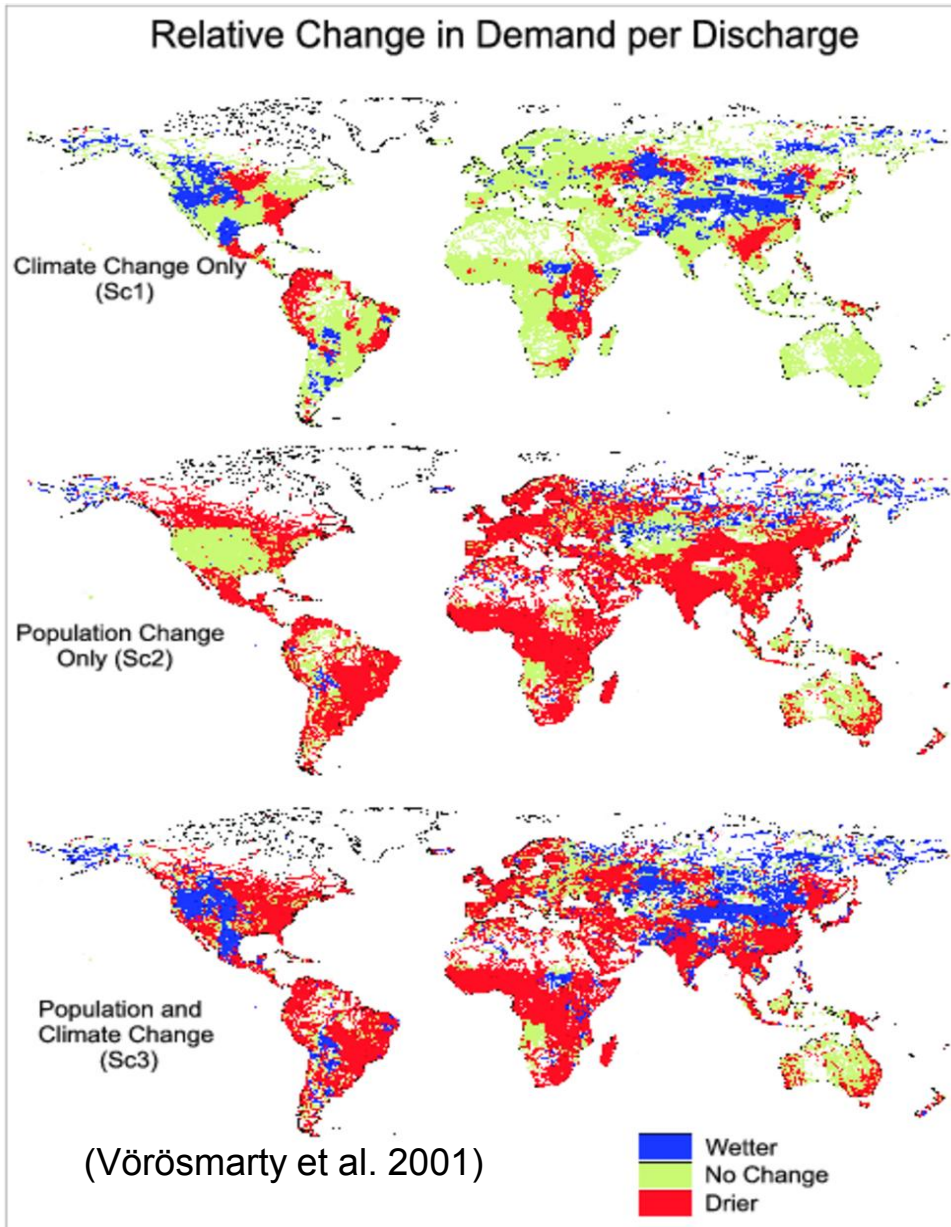 Relative Change in Demand per Discharge
Climate Change Only
(Sc1)
Population Change
Only (Sc2)
Population and
Climate Change
(Sc3)
(Vörösmarty et al. 2001)
Wetter
No Change
Drier